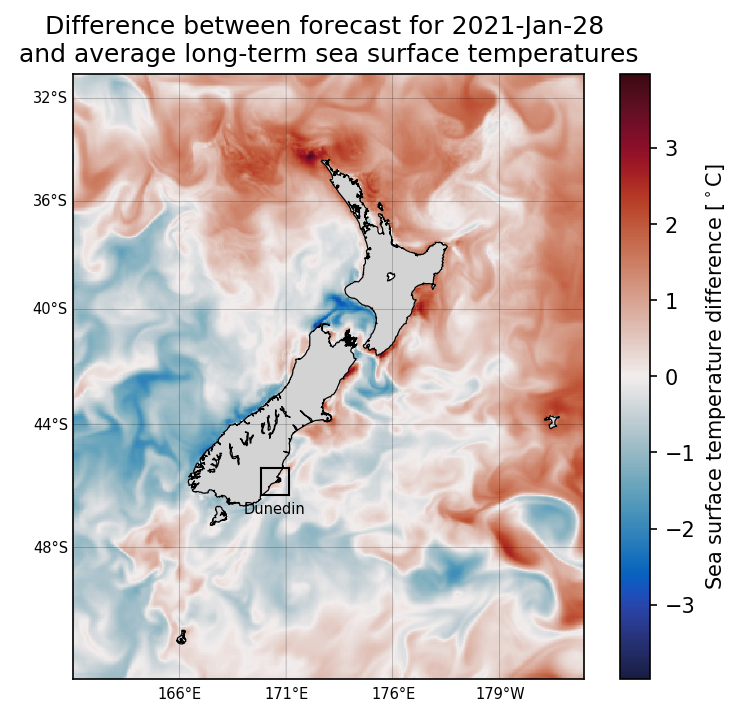 Difference between forecast for 2021-Jan-28
and average long-term sea surface temperatures
32°S
36°S
40°S
44°S
48°S
166°E
171°E
176°E
179°W
Dunedin
3
2
1
0
−1
−2
−3
Sea surface temperature difference [°C]